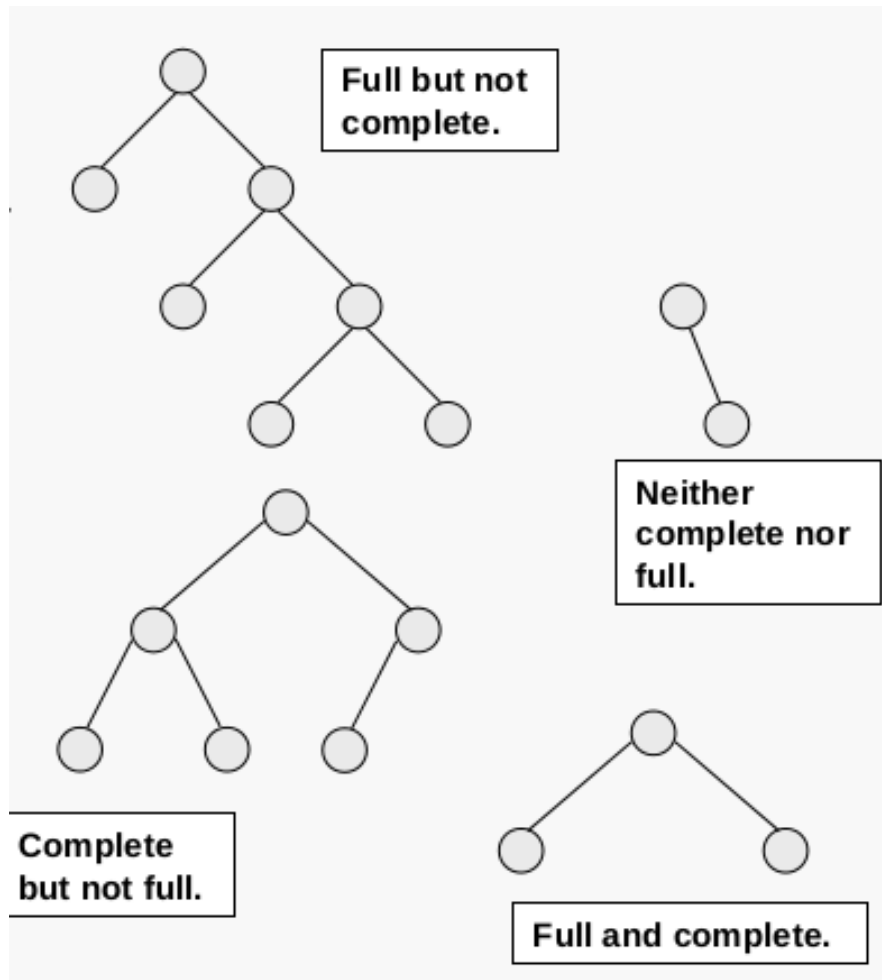 Full but not
complete.
Neither
complete nor
full.
Complete
but not full.
Full and complete.